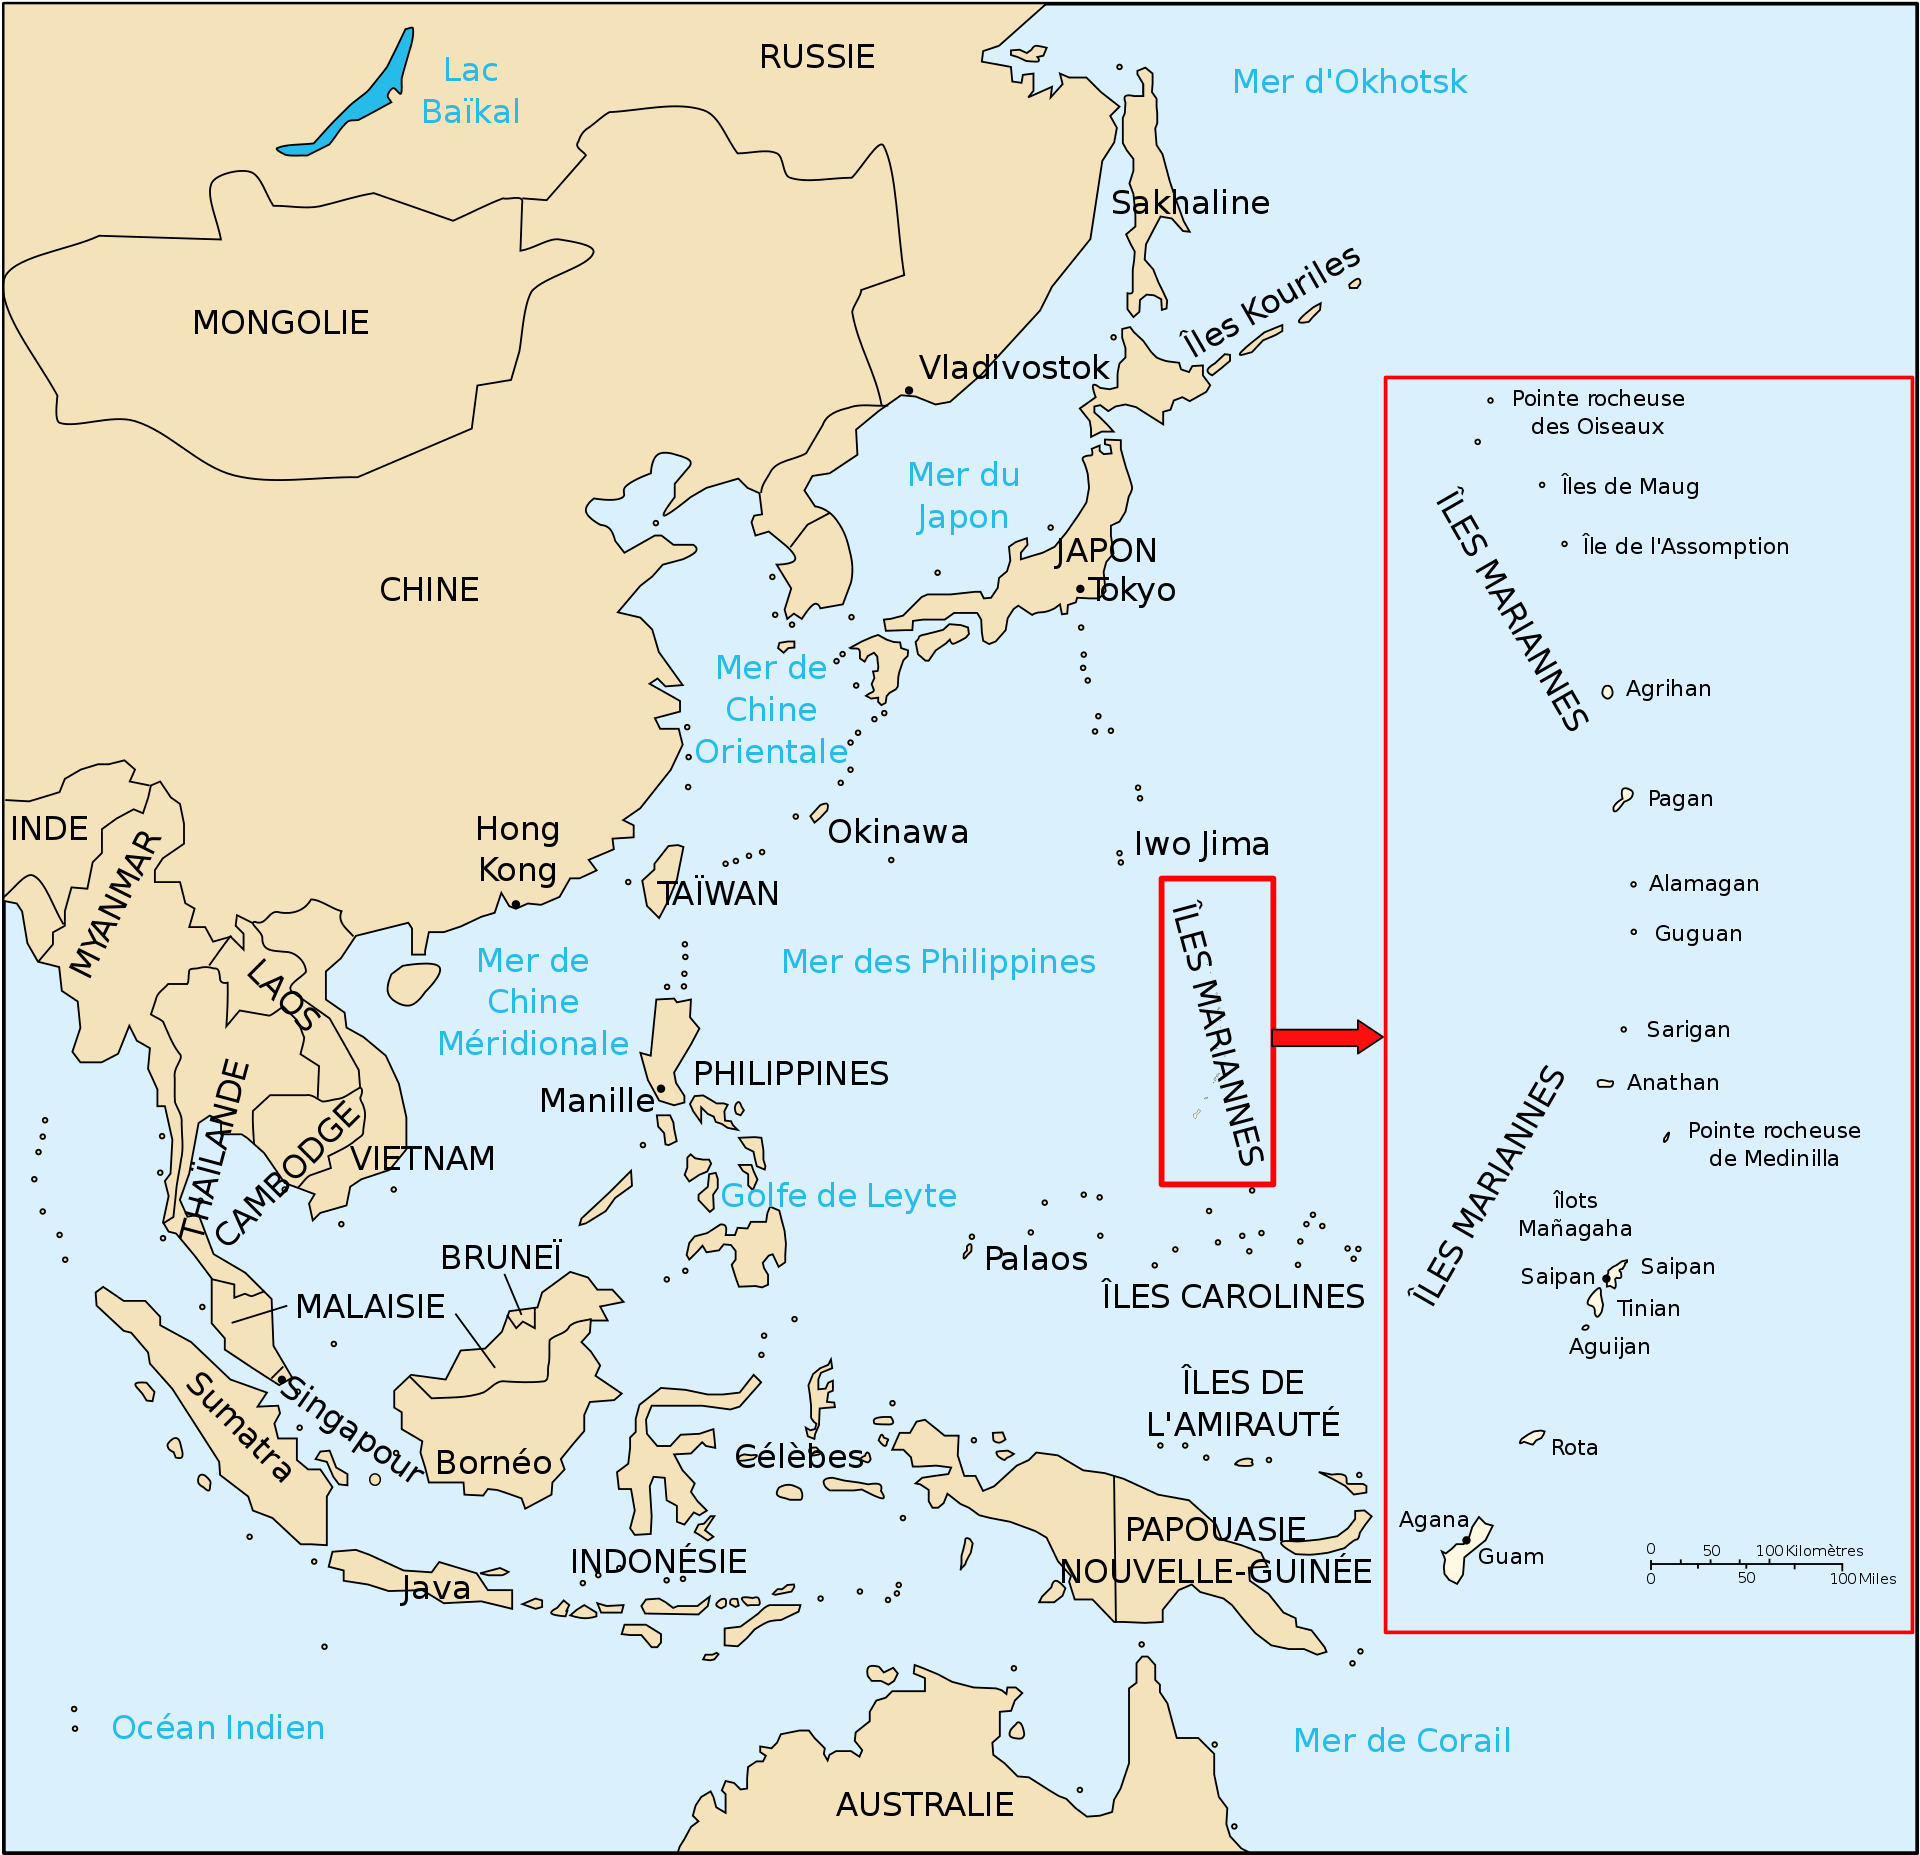 RUSSIE
Lac
Baïkal
Mer d'Okhotsk
Sakhaline
Îles Kouriles
MONGOLIE
Vladivostok
Mer du
Japon
JAPON
Tokyo
CHINE
Mer de
Chine
Orientale
INDE
MYANMAR
Hong
Kong
Okinawa
Iwo Jima
TAÏWAN
Mer de
Chine
Méridionale
Mer des Philippines
ÎLES MARIANNES
LAOS
THAÏLANDE
CAMBODGE
VIETNAM
PHILIPPINES
Manille
Golfe de Leyte
BRUNEÏ
MALAISIE
Palaos
ÎLES CAROLINES
Singapour
Sumatra
Bornéo
Célèbes
ÎLES DE
L'AMIRAUTÉ
INDONÉSIE
Java
PAPOUASIE
NOUVELLE-GUINÉE
Océan Indien
Mer de Corail
AUSTRALIE
Pointe rocheuse
des Oiseaux
Îles de Maug
Île de l'Assomption
ÎLES MARIANNES
Agrihan
Pagan
Alamagan
Guguan
Sarigan
Anathan
Pointe rocheuse
de Medinilla
ÎLES MARIANNES
îlots
Mañagaha
Saipan
Saipan
Tinian
Aguijan
Rota
Agana
Guam
0 50 100 Kilomètres
0 50 100 Miles